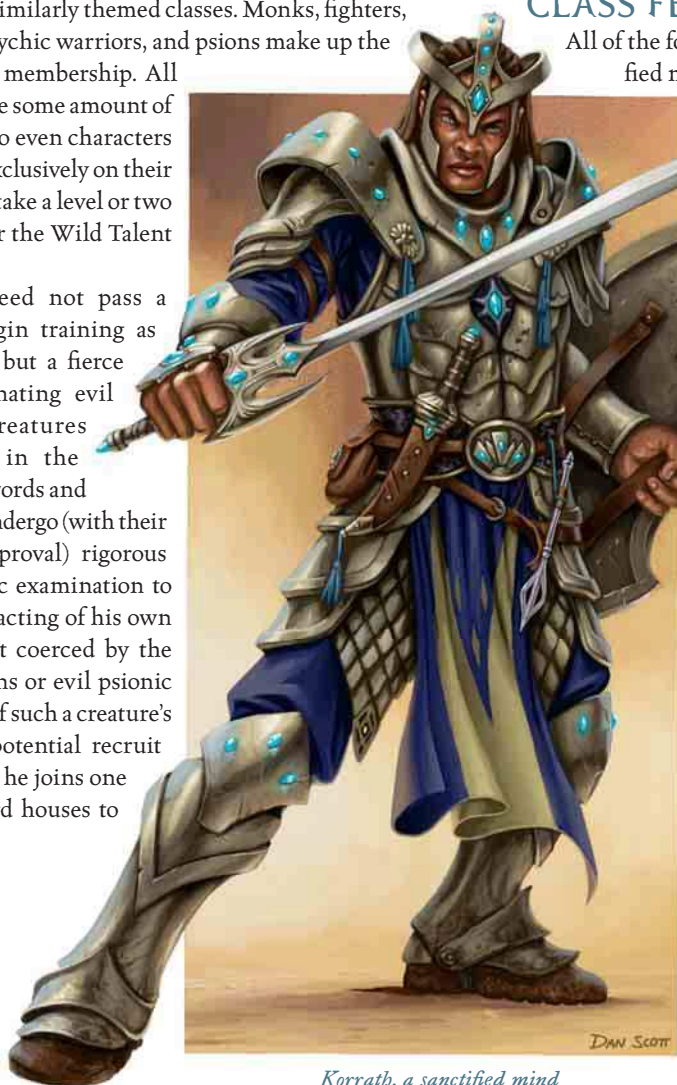 imilarly themed classes. Monks, fighters,
ychic warriors, and psions make up the
membership. All
e some amount of
o even characters
xclusively on their
take a level or two
r the Wild Talent
eed not pass a
gin training as
but a fierce
nating evil
reatures
in the
ords and
ndergo (with their
proval) rigorous
c examination to
acting of his own
t coerced by the
ns or evil psionic
f such a creature's
otential recruit
he joins one
d houses to
CLASS FE
All of the fo
fied m
DAN SCOTT
Korrath, a sanctified mind